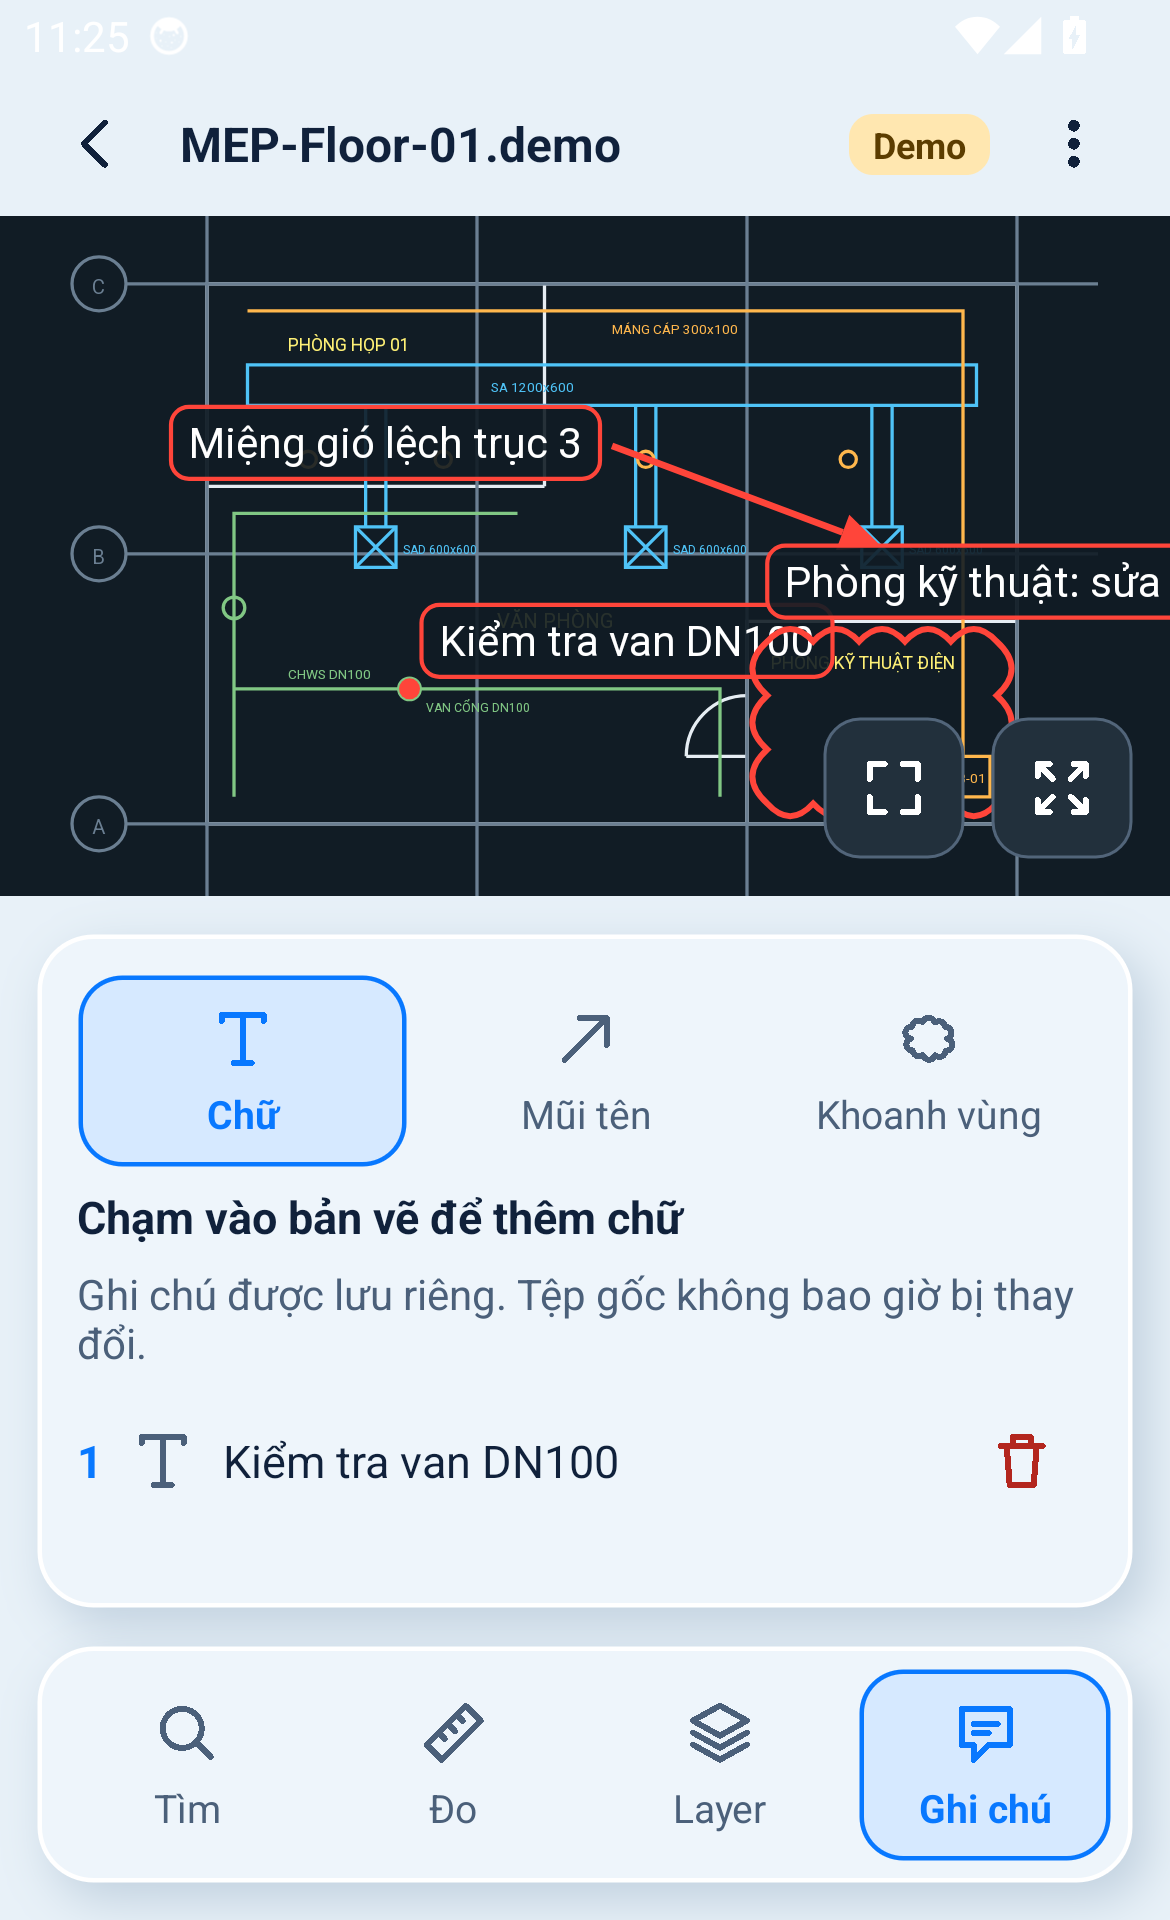 11:25
MEP-Floor-01.demo
Demo
C
MÁNG CÁP 300x100
PHÒNG HỌP 01
SA 1200x600
Miệng gió lệch trục 3
B
SAD 600x600
SAD 600x600
Phòng kỹ thuật: sửa
VĂN PHÒNG
Kiểm tra van DN100
PHÒNG KỸ THUẬT ĐIỆN
CHWS DN100
VAN CỔNG DN100
-01
A
Chữ
Mũi tên
Khoanh vùng
Chạm vào bản vẽ để thêm chữ
Ghi chú được lưu riêng. Tệp gốc không bao giờ bị thay
đổi.
1 Kiểm tra van DN100
Tìm
Đo
Layer
Ghi chú